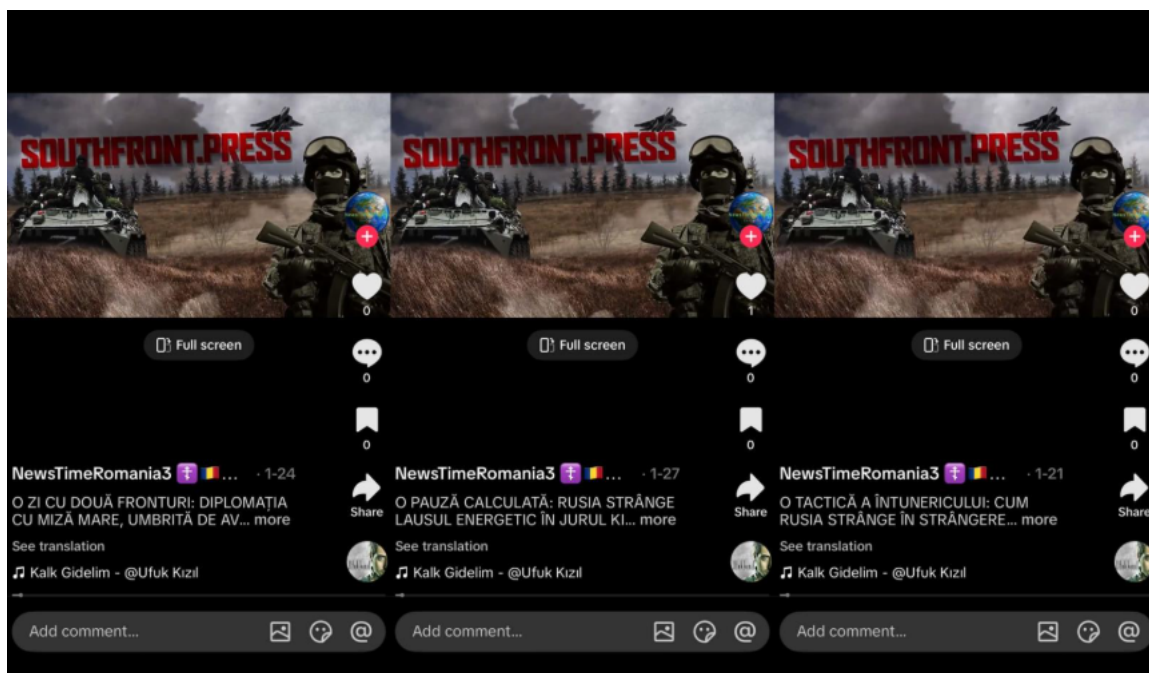 SOUTHFRONT.PRESS
0
Full screen
0
0
NewsTimeRomania3 ☦️ 🇷🇴... · 1-24
O ZI CU DOUĂ FRONTURI: DIPLOMAȚIA
CU MIZĂ MARE, UMBRITĂ DE AV... more
Share
See translation
Kalk Gidelim - @Ufuk Kızıl
Add comment...
SOUTHFRONT.PRESS
1
Full screen
0
0
NewsTimeRomania3 ☦️ 🇷🇴... · 1-27
O PAUZĂ CALCULATĂ: RUSIA STRÂNGE
LAUSUL ENERGETIC ÎN JURUL KI... more
Share
See translation
Kalk Gidelim - @Ufuk Kızıl
Add comment...
SOUTHFRONT.PRESS
0
Full screen
0
0
NewsTimeRomania3 ☦️ 🇷🇴... · 1-21
O TACTICĂ A ÎNTUNERICULUI: CUM
RUSIA STRÂNGE ÎN STRÂNGERE... more
Share
See translation
Kalk Gidelim - @Ufuk Kızıl
Add comment...